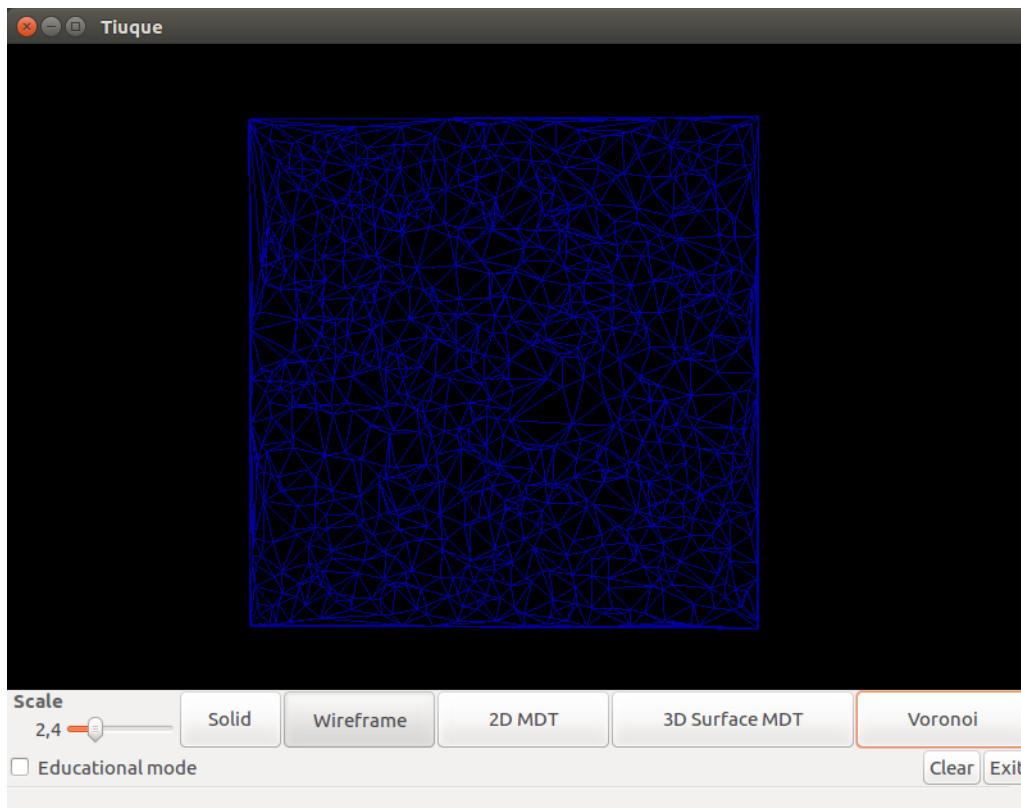 Tiuque
Scale
2,4
Solid
Wireframe
2D MDT
3D Surface MDT
Voronoi
Educational mode
Clear
Exit